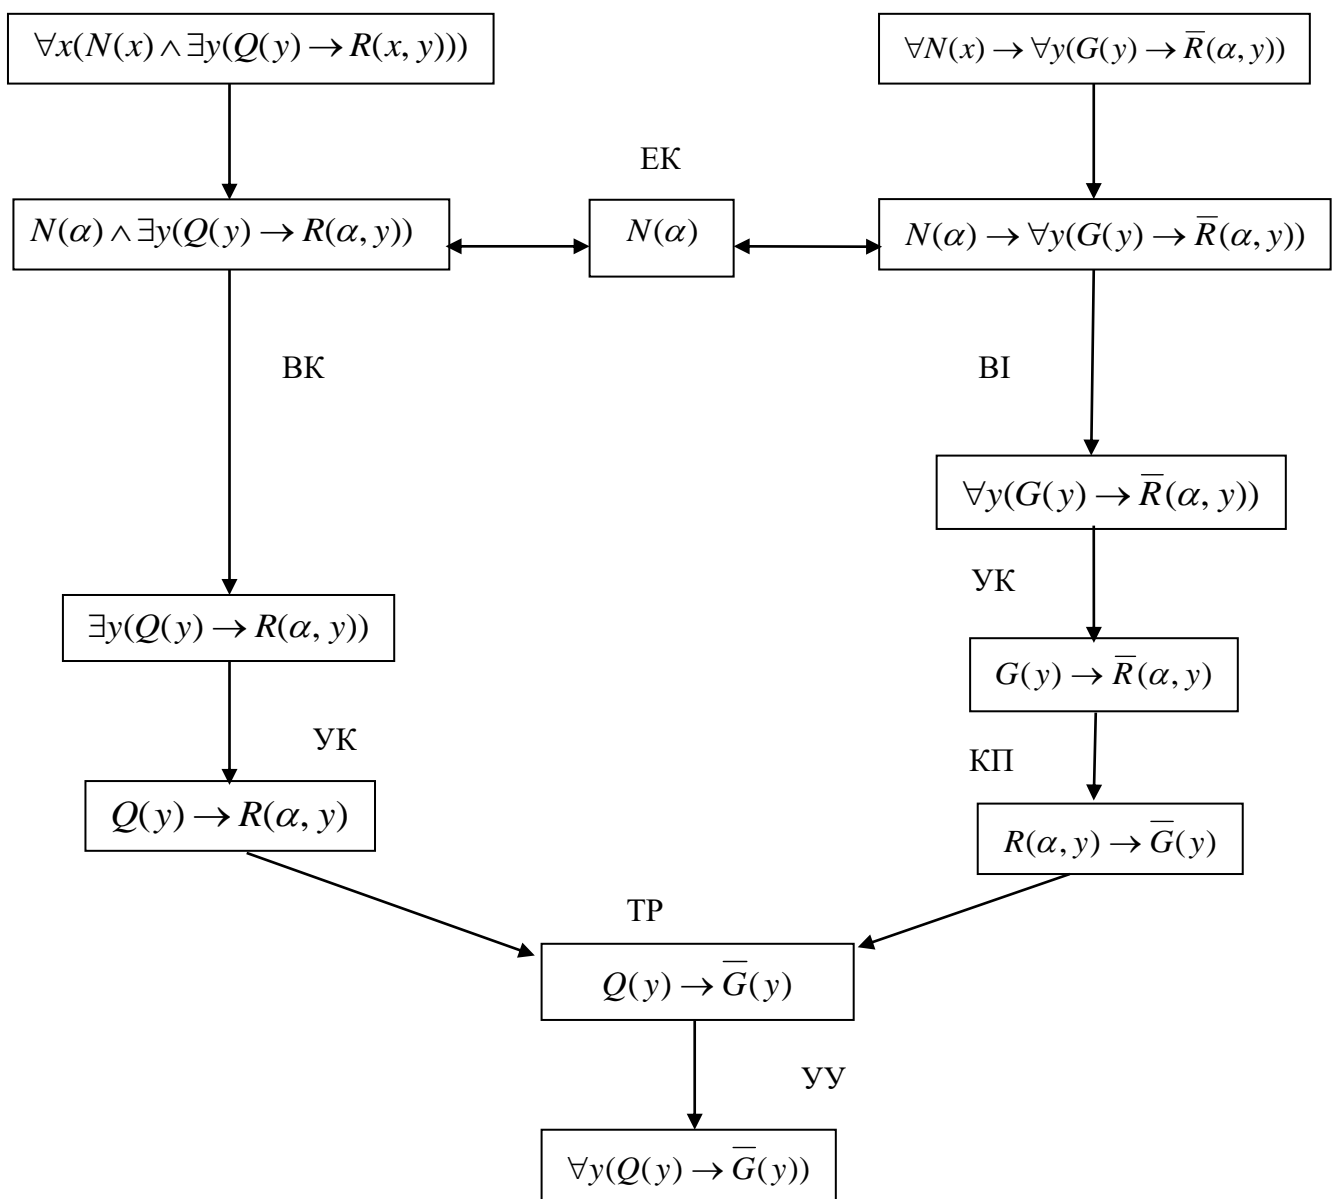 ∀x(N(x) ∧ ∃y(Q(y) → R(x, y)))
∀N(x) → ∀y(G(y) → R̅(α, y))
ЕК
N(α) ∧ ∃y(Q(y) → R(α, y))
N(α)
N(α) → ∀y(G(y) → R̅(α, y))
ВК
ВІ
∀y(G(y) → R̅(α, y))
УК
∃y(Q(y) → R(α, y))
G(y) → R̅(α, y)
УК
КП
Q(y) → R(α, y)
R(α, y) → G̅(y)
ТР
Q(y) → G̅(y)
УУ
∀y(Q(y) → G̅(y))